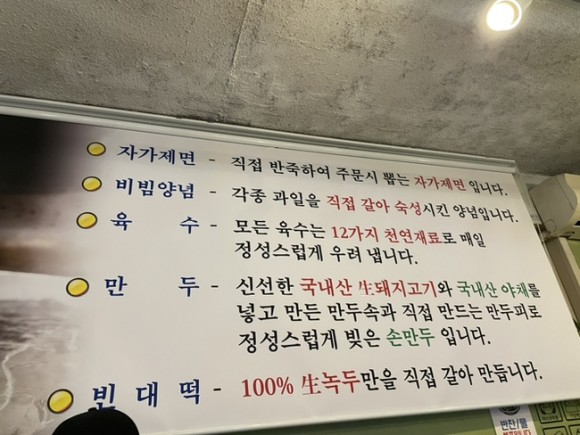 자가제면 - 직접 반죽하여 주문시 뽑는 자가제면 입니다.
비빔양념 - 각종 과일을 직접 갈아 숙성시킨 양념입니다.
육 수 - 모든 육수는 12가지 천연재료로 매일
정성스럽게 우려 냅니다.
만 두 - 신선한 국내산 生돼지고기와 국내산 야채를
넣고 만든 만두속과 직접 만드는 만두피로
정성스럽게 빚은 손만두 입니다.
빈대떡 - 100% 生녹두만을 직접 갈아 만듭니다.
반찬/물